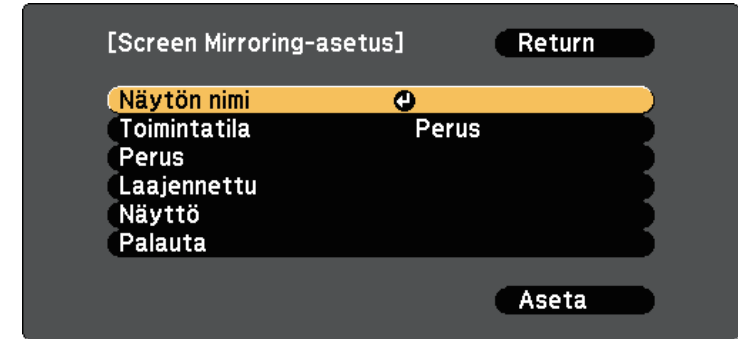 [Screen Mirroring-asetus] Return
Näytön nimi
Toimintatila Perus
Perus
Laajennettu
Näyttö
Palauta
Aseta